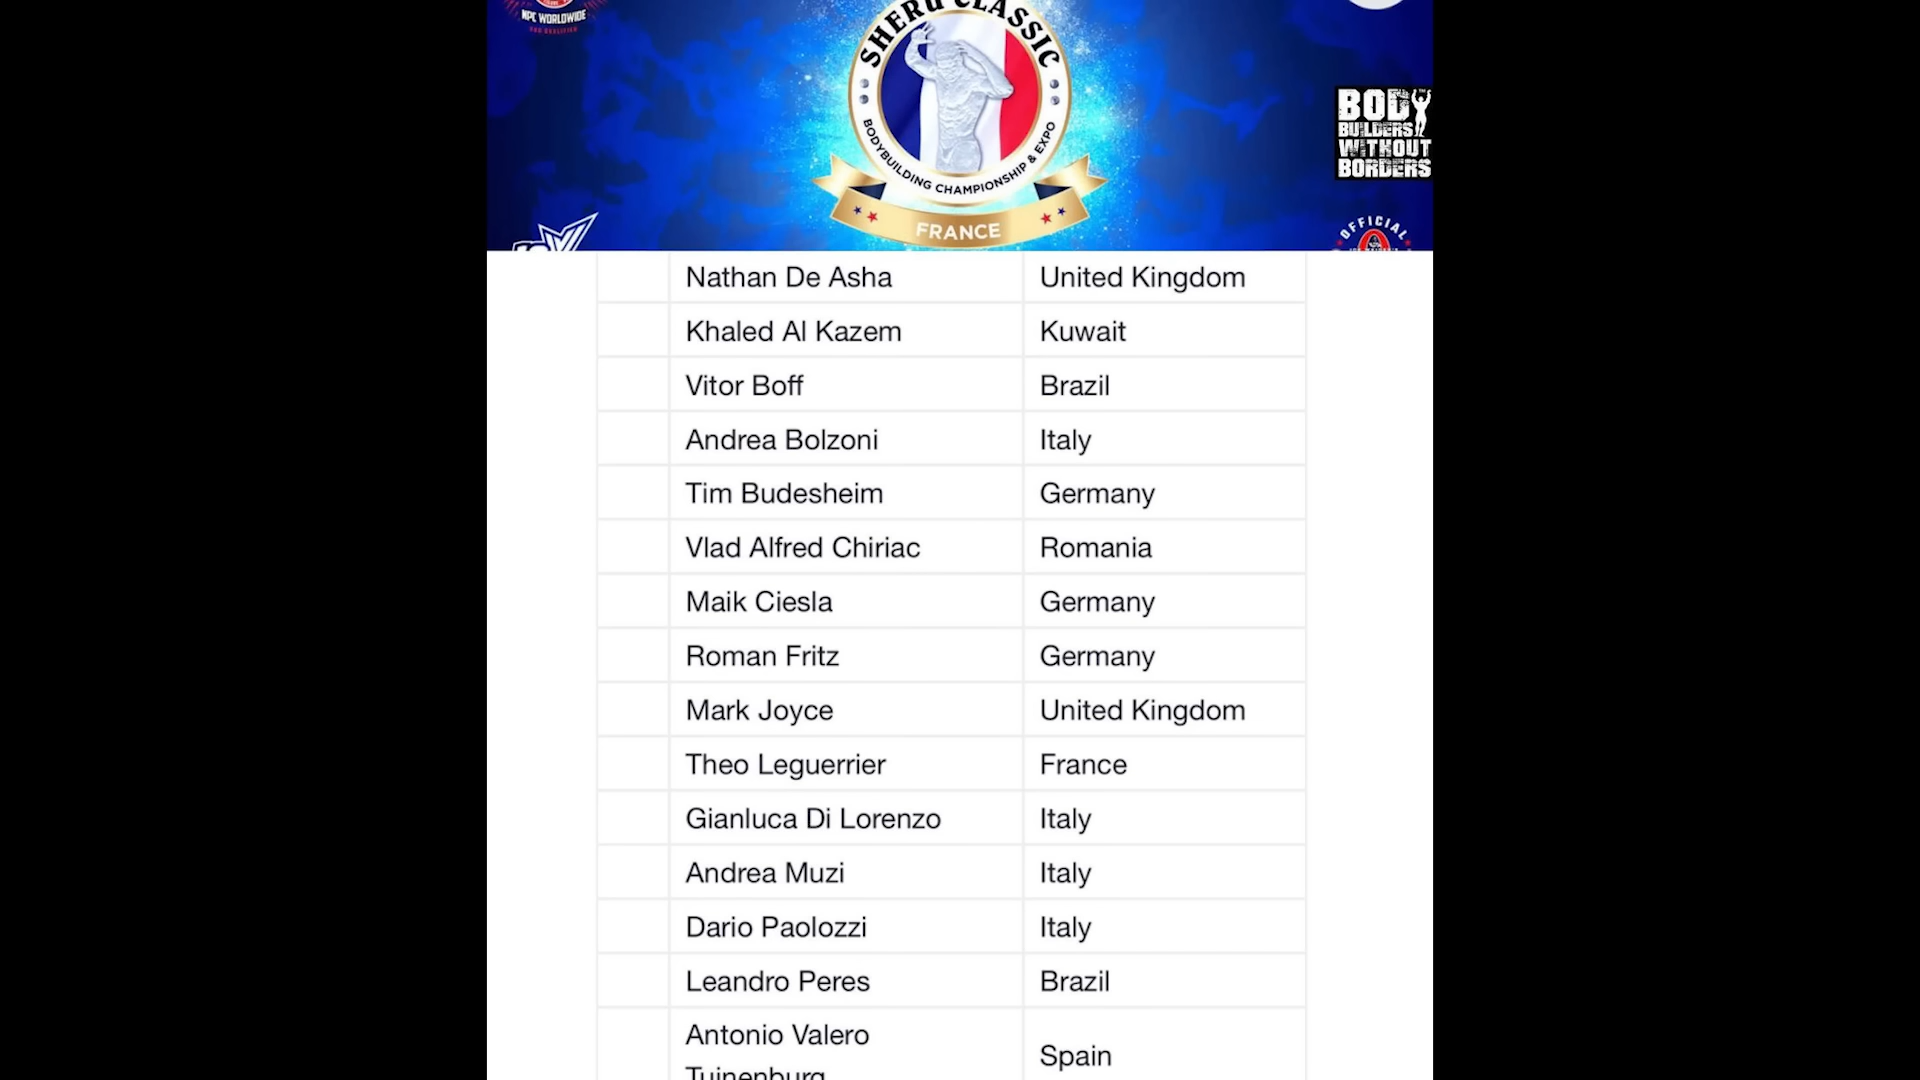 NPC WORLDWIDE
SHERU CLASSIC
BODYBUILDING CHAMPIONSHIP & EXPO
FRANCE
BODY
BUILDERS
WITHOUT
BORDERS
OFFICIAL
Nathan De Asha United Kingdom
Khaled Al Kazem Kuwait
Vitor Boff Brazil
Andrea Bolzoni Italy
Tim Budesheim Germany
Vlad Alfred Chiriac Romania
Maik Ciesla Germany
Roman Fritz Germany
Mark Joyce United Kingdom
Theo Leguerrier France
Gianluca Di Lorenzo Italy
Andrea Muzi Italy
Dario Paolozzi Italy
Leandro Peres Brazil
Antonio Valero
Tuinenburg
Spain